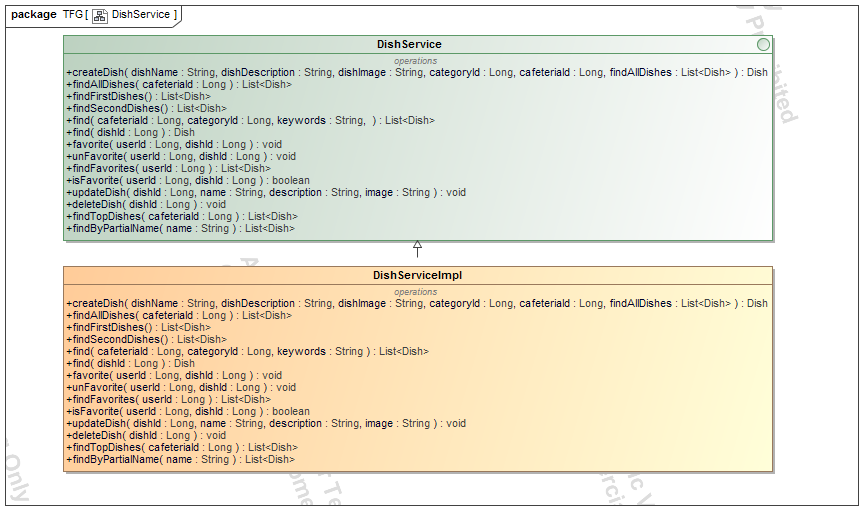 package TFG [ DishService ]
DishService
operations
+createDish( dishName : String, dishDescription : String, dishImage : String, categoryId : Long, cafeteriaId : Long, findAllDishes : List<Dish> ) : Dish
+findAllDishes( cafeteriaId : Long ) : List<Dish>
+findFirstDishes() : List<Dish>
+findSecondDishes() : List<Dish>
+find( cafeteriaId : Long, categoryId : Long, keywords : String,  ) : List<Dish>
+find( dishId : Long ) : Dish
+favorite( userId : Long, dishId : Long ) : void
+unFavorite( userId : Long, dishId : Long ) : void
+findFavorites( userId : Long ) : List<Dish>
+isFavorite( userId : Long, dishId : Long ) : boolean
+updateDish( dishId : Long, name : String, description : String, image : String ) : void
+deleteDish( dishId : Long ) : void
+findTopDishes( cafeteriaId : Long ) : List<Dish>
+findByPartialName( name : String ) : List<Dish>
DishServiceImpl
operations
+createDish( dishName : String, dishDescription : String, dishImage : String, categoryId : Long, cafeteriaId : Long, findAllDishes : List<Dish> ) : Dish
+findAllDishes( cafeteriaId : Long ) : List<Dish>
+findFirstDishes() : List<Dish>
+findSecondDishes() : List<Dish>
+find( cafeteriaId : Long, categoryId : Long, keywords : String ) : List<Dish>
+find( dishId : Long ) : Dish
+favorite( userId : Long, dishId : Long ) : void
+unFavorite( userId : Long, dishId : Long ) : void
+findFavorites( userId : Long ) : List<Dish>
+isFavorite( userId : Long, dishId : Long ) : boolean
+updateDish( dishId : Long, name : String, description : String, image : String ) : void
+deleteDish( dishId : Long ) : void
+findTopDishes( cafeteriaId : Long ) : List<Dish>
+findByPartialName( name : String ) : List<Dish>
Only